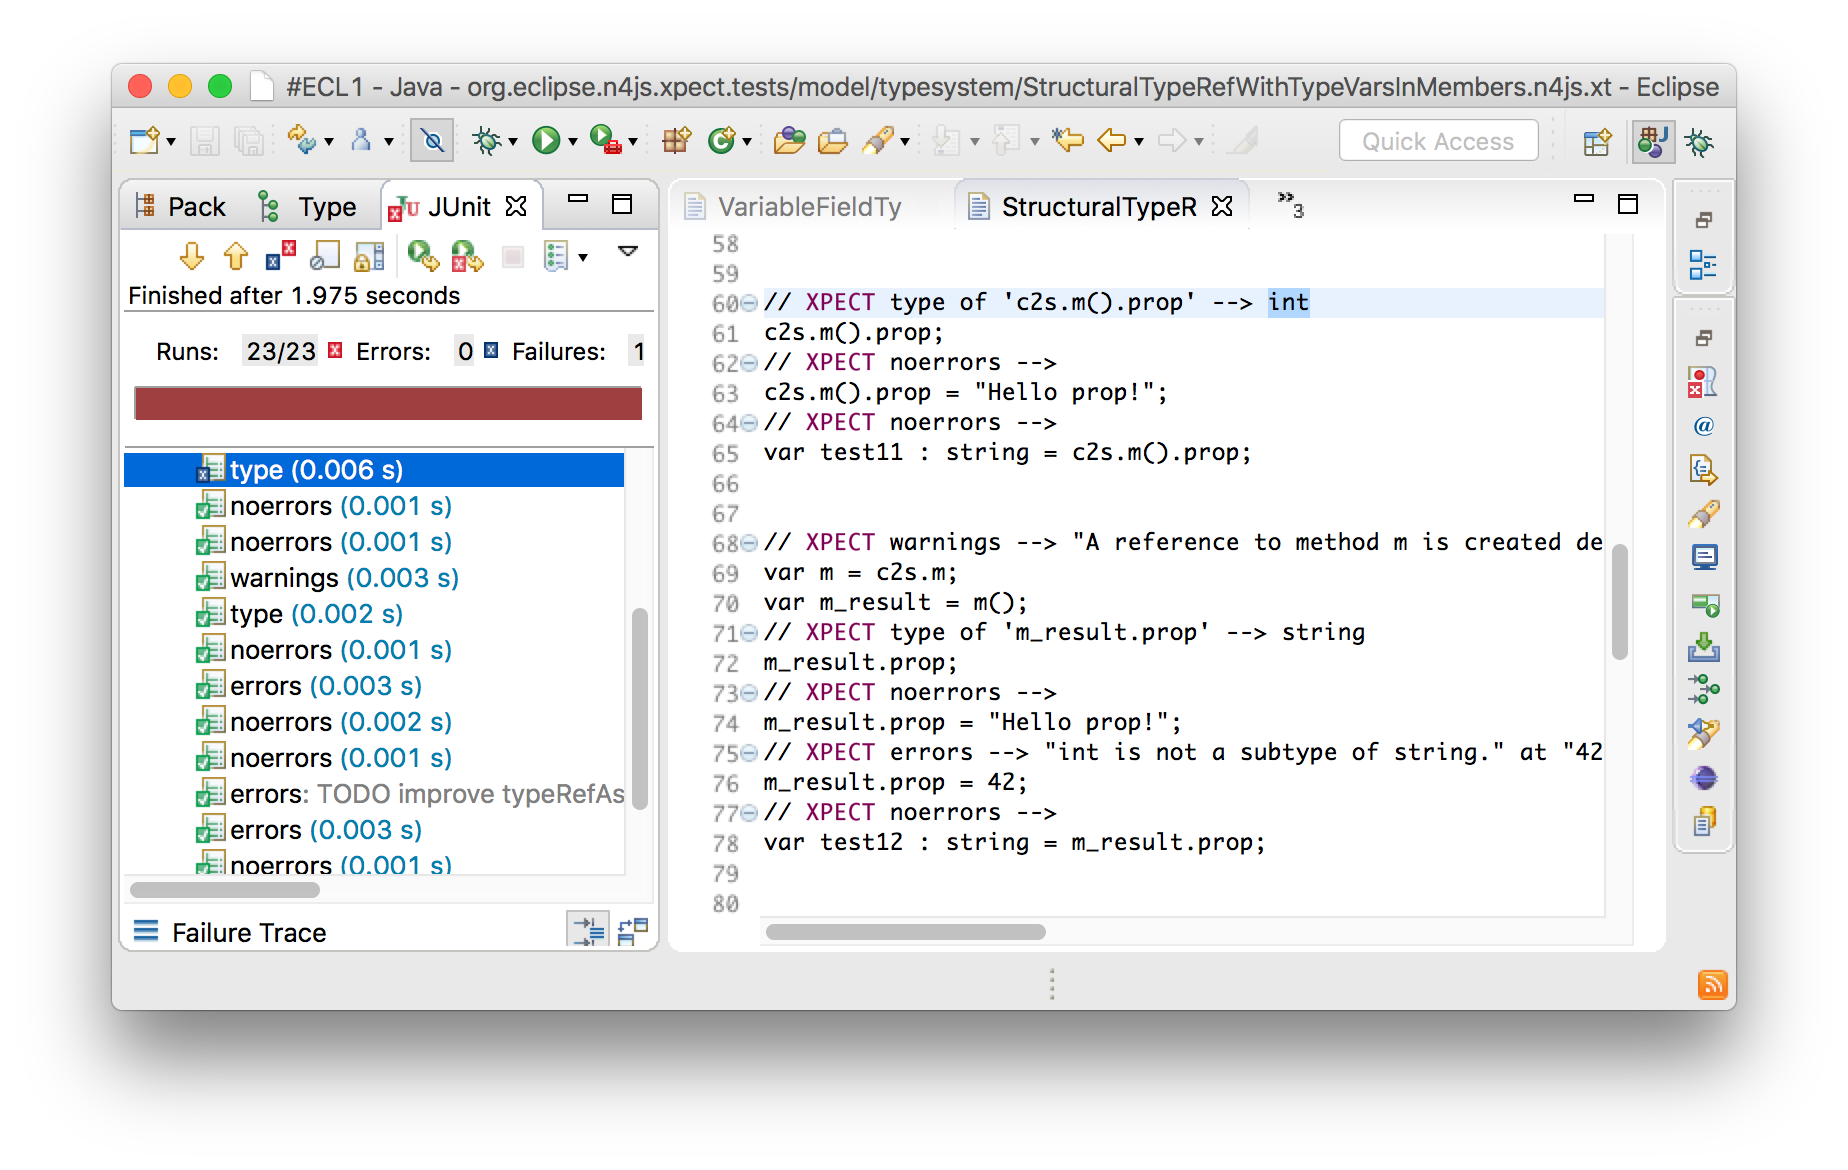 #ECL1 - Java - org.eclipse.n4js.xpect.tests/model/typesystem/StructuralTypeRefWithTypeVarsInMembers.n4js.xt - Eclipse
Quick Access
Pack
Type
JUnit
Finished after 1.975 seconds
Runs: 23/23 Errors: 0 Failures: 1
type (0.006 s)
noerrors (0.001 s)
noerrors (0.001 s)
warnings (0.003 s)
type (0.002 s)
noerrors (0.001 s)
errors (0.003 s)
noerrors (0.002 s)
noerrors (0.001 s)
errors: TODO improve typeRefAs
errors (0.003 s)
noerrors (0.001 s)
Failure Trace
VariableFieldTy
StructuralTypeR
»3
58
59
60 // XPECT type of 'c2s.m().prop' --> int
61 c2s.m().prop;
62 // XPECT noerrors -->
63 c2s.m().prop = "Hello prop!";
64 // XPECT noerrors -->
65 var test11 : string = c2s.m().prop;
66
67
68 // XPECT warnings --> "A reference to method m is created de
69 var m = c2s.m;
70 var m_result = m();
71 // XPECT type of 'm_result.prop' --> string
72 m_result.prop;
73 // XPECT noerrors -->
74 m_result.prop = "Hello prop!";
75 // XPECT errors --> "int is not a subtype of string." at "42
76 m_result.prop = 42;
77 // XPECT noerrors -->
78 var test12 : string = m_result.prop;
79
80